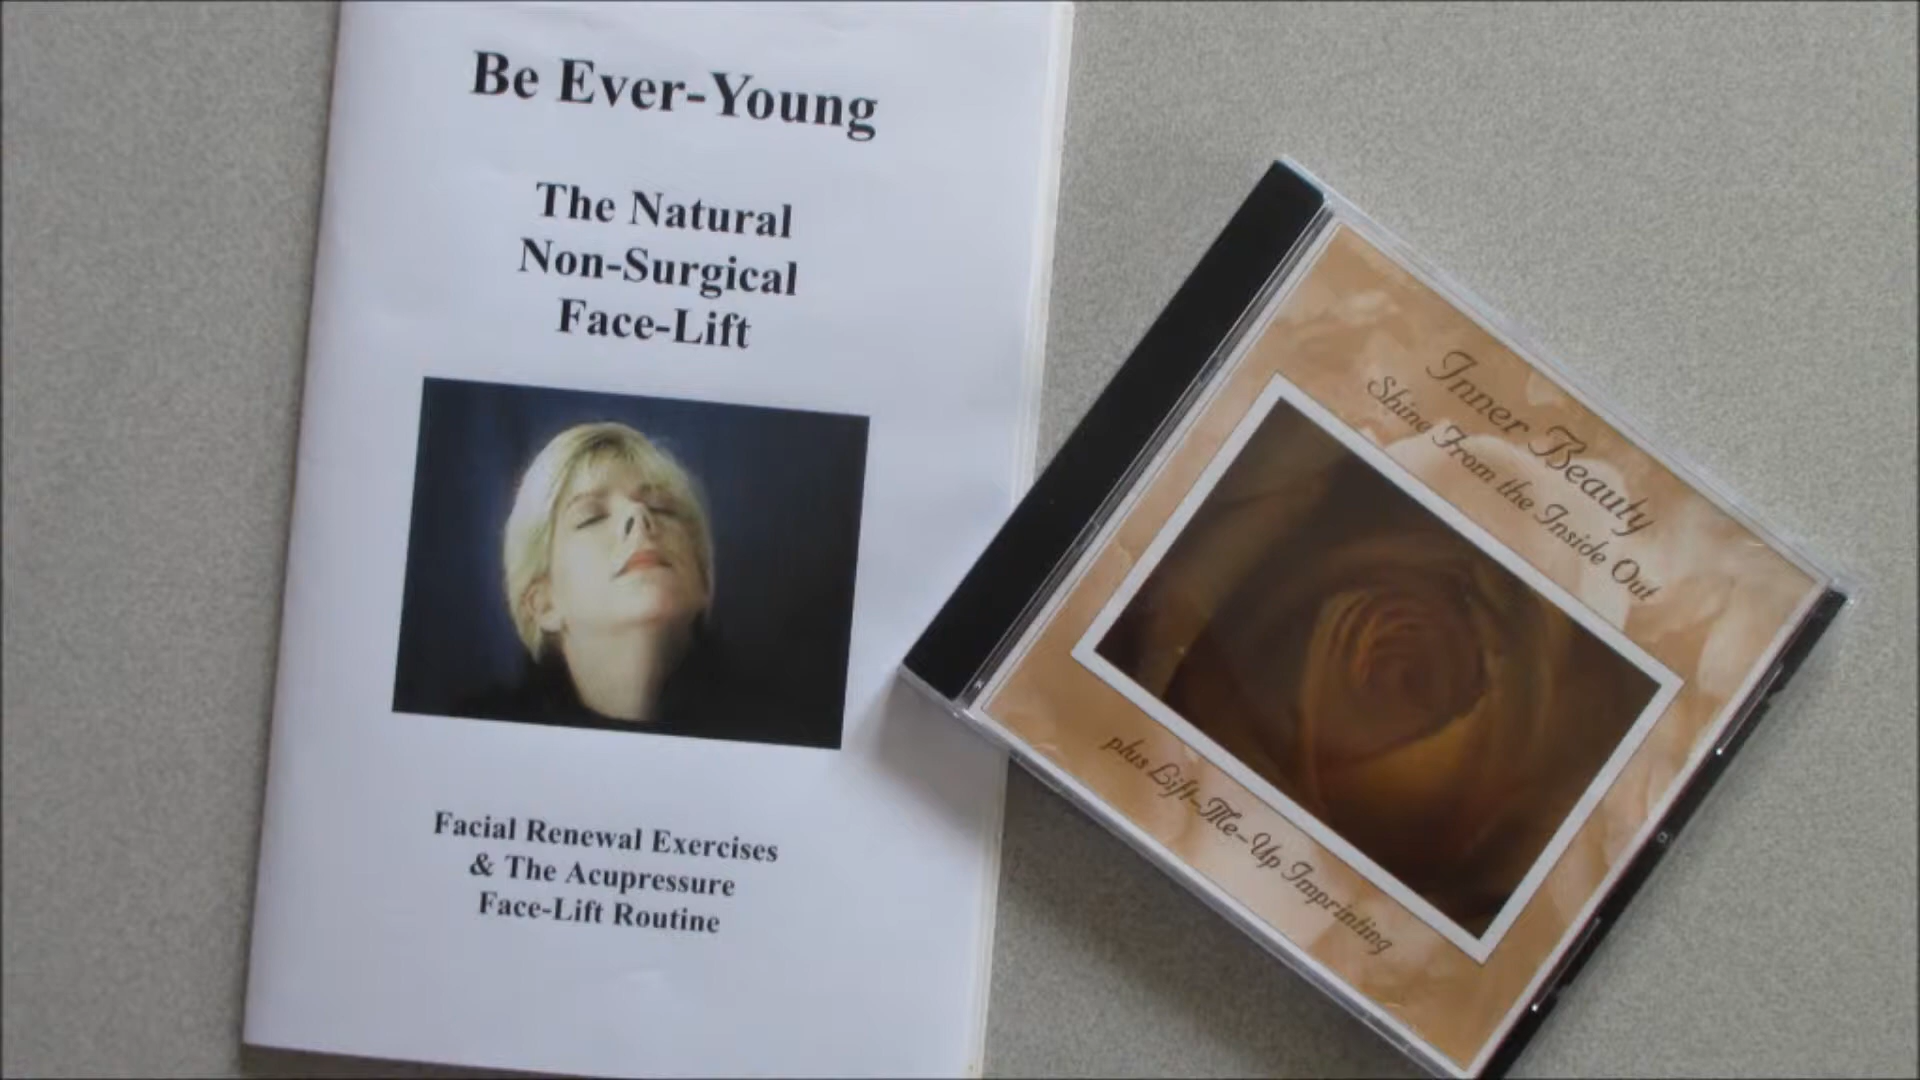 Be Ever-Young
The Natural
Non-Surgical
Face-Lift
Facial Renewal Exercises
& The Acupressure
Face-Lift Routine
Inner Beauty
Shine From the Inside Out
plus Lift-Me-Up Imprinting